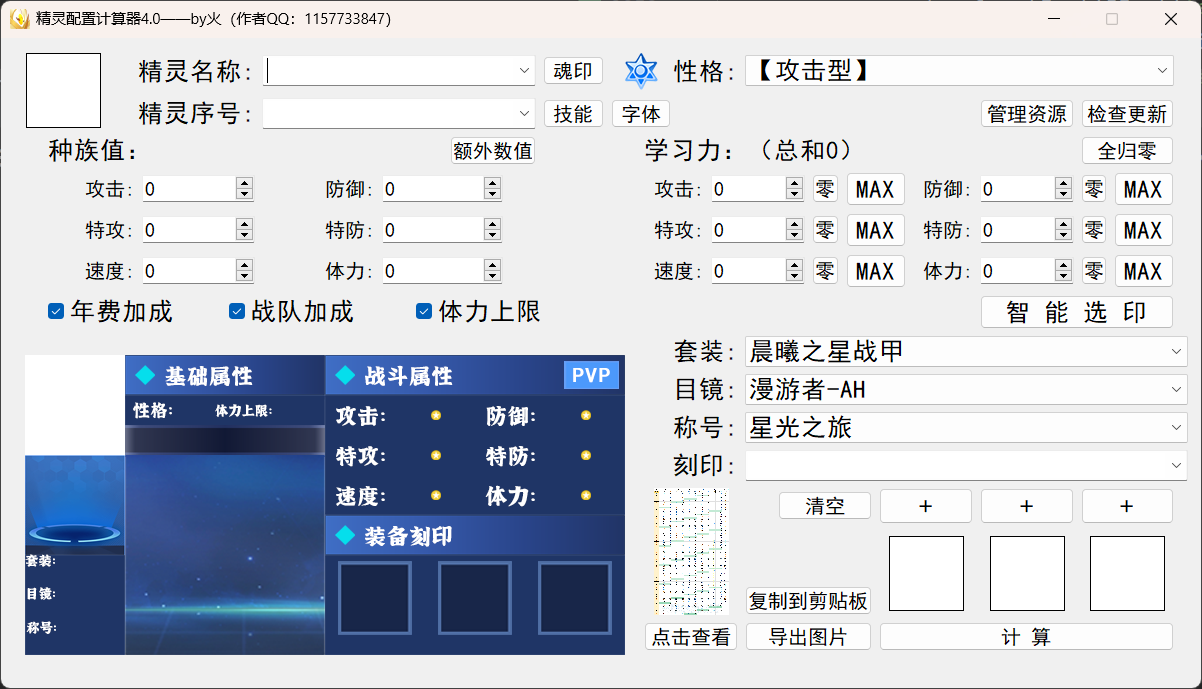 精灵配置计算器4.0——by火（作者QQ：1157733847）
精灵名称： 魂印 性格： 【攻击型】
精灵序号： 技能 字体 管理资源 检查更新
种族值： 额外数值 学习力： （总和0） 全归零
攻击： 0 防御： 0 攻击： 0 零 MAX 防御： 0 零 MAX
特攻： 0 特防： 0 特攻： 0 零 MAX 特防： 0 零 MAX
速度： 0 体力： 0 速度： 0 零 MAX 体力： 0 零 MAX
年费加成 战队加成 体力上限 智 能 选 印
套装： 晨曦之星战甲
目镜： 漫游者-AH
称号： 星光之旅
刻印：
基础属性 战斗属性 PVP
性格: 体力上限:
攻击: 防御:
特攻: 特防:
速度: 体力:
装备刻印
套装:
目镜:
称号:
清空 + + +
复制到剪贴板
点击查看 导出图片 计 算